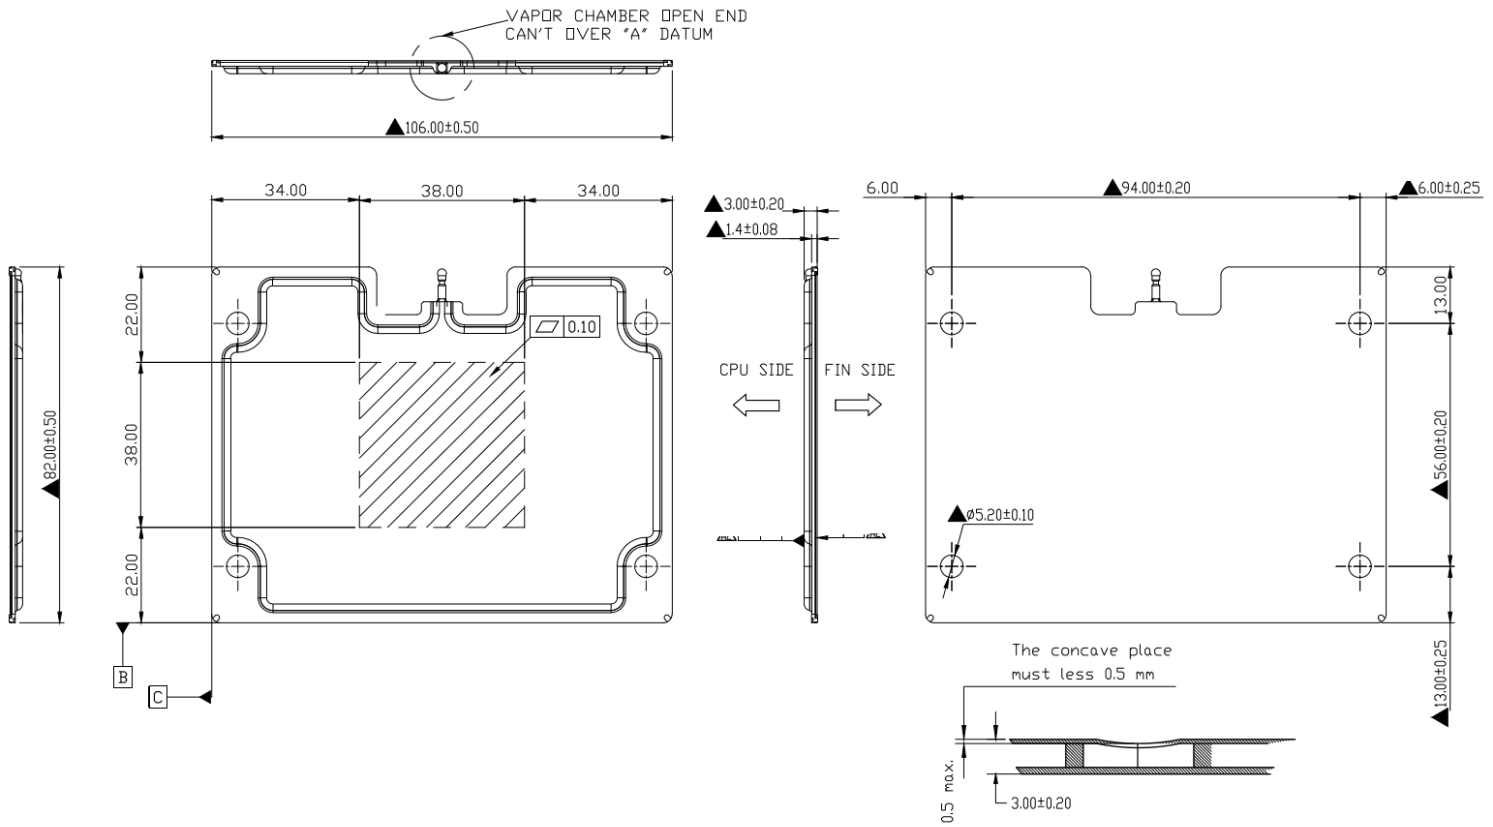 VAPOR CHAMBER OPEN END
CAN'T OVER "A" DATUM
106.00±0.50
34.00
38.00
34.00
3.00±0.20
1.4±0.08
6.00
94.00±0.20
6.00±0.25
22.00
38.00
22.00
82.00±0.50
0.10
CPU SIDE
FIN SIDE
13.00
56.00±0.20
13.00±0.25
ø5.20±0.10
B
C
The concave place
must less 0.5 mm
0.5 max.
3.00±0.20